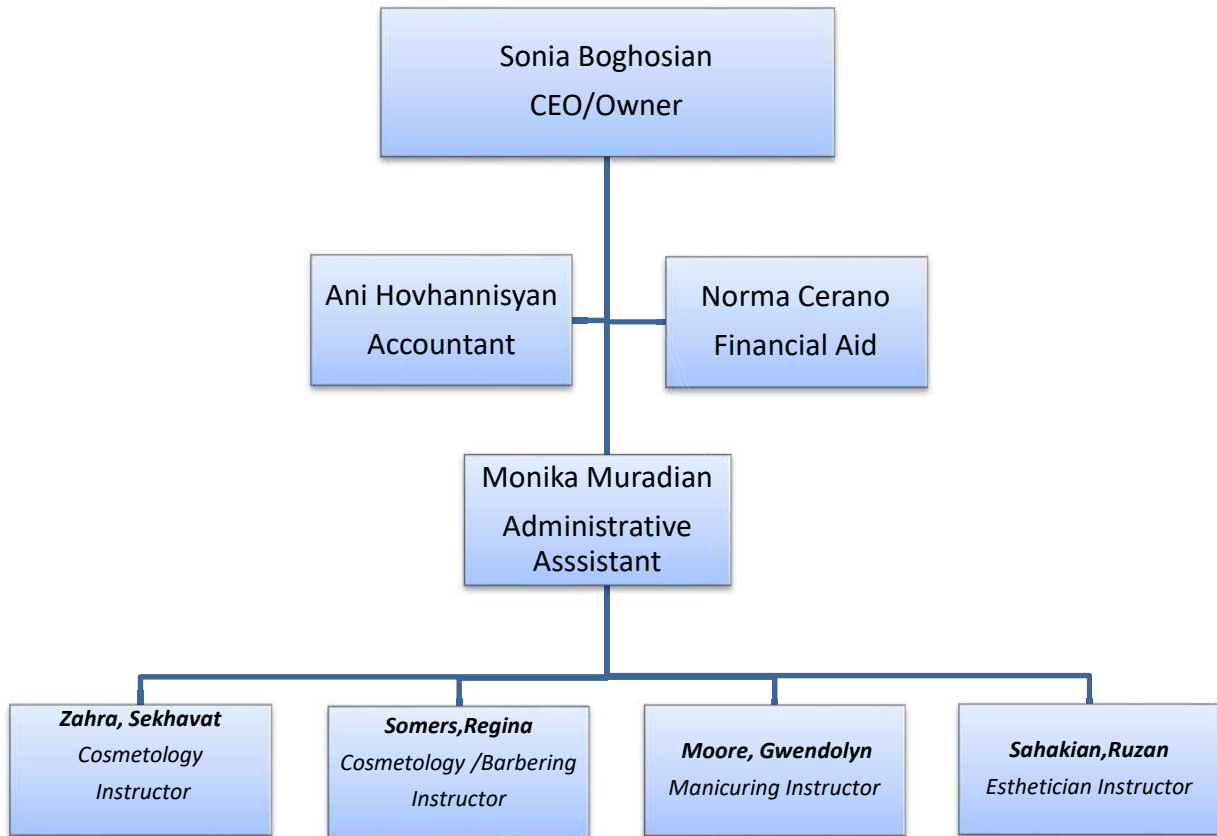 Sonia Boghosian
CEO/Owner
Ani Hovhannisyan
Accountant
Norma Cerano
Financial Aid
Monika Muradian
Administrative
Asssistant
Zahra, Sekhavat
Cosmetology
Instructor
Somers,Regina
Cosmetology /Barbering
Instructor
Moore, Gwendolyn
Manicuring Instructor
Sahakian,Ruzan
Esthetician Instructor